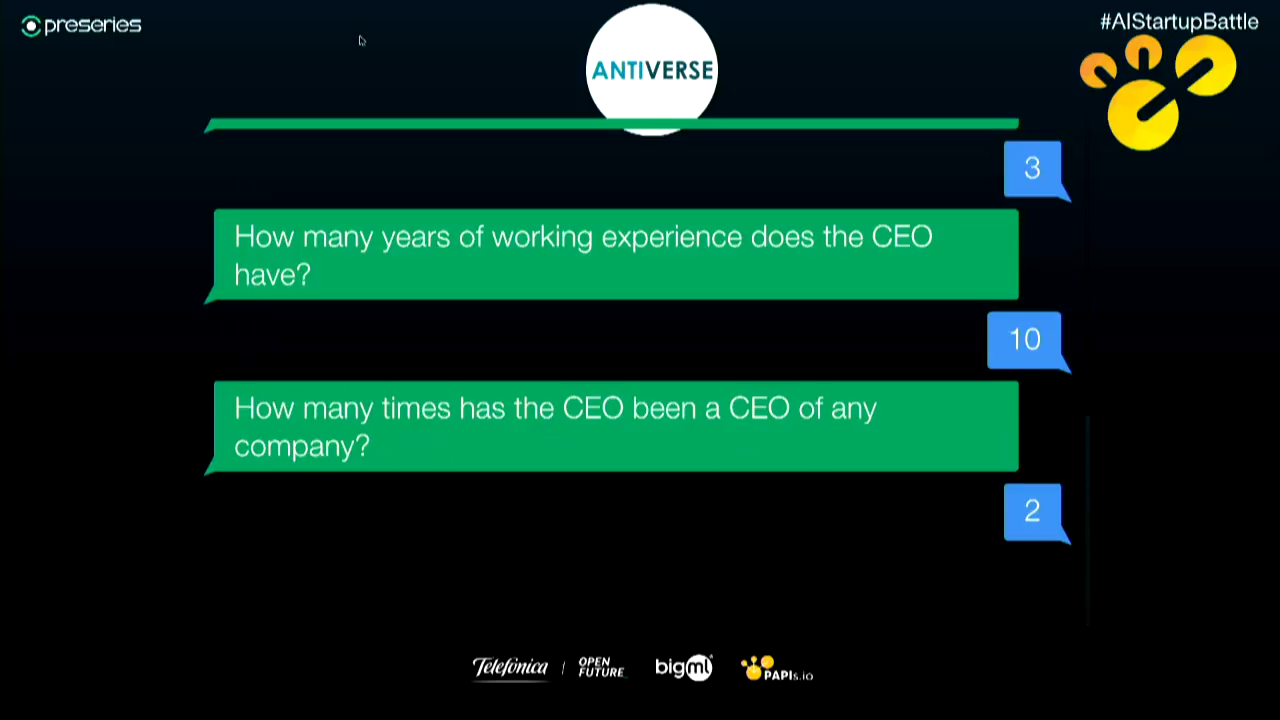 preseries
#AIStartupBattle
ANTIVERSE
3
How many years of working experience does the CEO
have?
10
How many times has the CEO been a CEO of any
company?
2
Telefónica
OPEN
FUTURE_
bigml
PAPIs.io